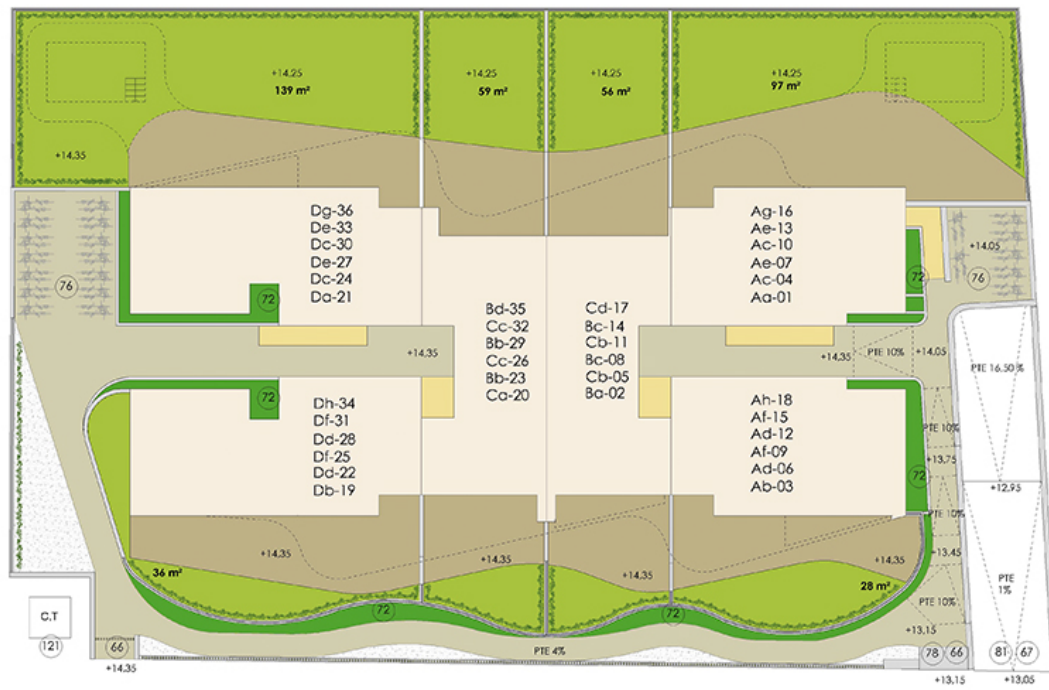 +14.25
139 m²
+14.25
59 m²
+14.25
56 m²
+14.25
97 m²
+14.35
Dg-36
De-33
Dc-30
De-27
Dc-24
Da-21
Ag-16
Ae-13
Ac-10
Ae-07
Ac-04
Aa-01
+14.05
76
72
72
76
Bd-35
Cc-32
Bb-29
Cc-26
Bb-23
Ca-20
Cd-17
Bc-14
Cb-11
Bc-08
Cb-05
Ba-02
+14.35
+14.35
PTE 10%
+14.05
PTE 16.50 %
72
Dh-34
Df-31
Dd-28
Df-25
Dd-22
Db-19
Ah-18
Af-15
Ad-12
Af-09
Ad-06
Ab-03
PTE 10%
+13.75
72
+12.95
PTE 10%
+14.35
+14.35
+14.35
+14.35
+13.45
36 m²
28 m²
PTE
1%
PTE 10%
72
72
C.T
+13.15
121
66
PTE 4%
78
66
81
67
+14.35
+13.15
+13.05